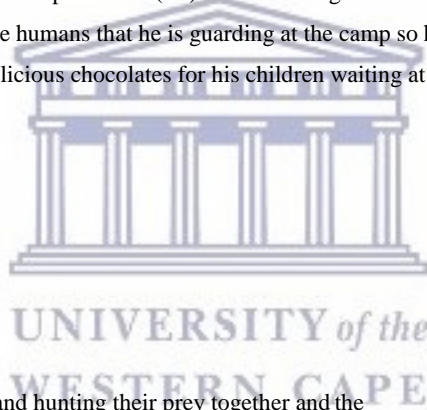 e humans that he is guarding at the camp so
licious chocolates for his children waiting at
UNIVERSITY of the
and hunting their prey together and the
WESTERN CAPE